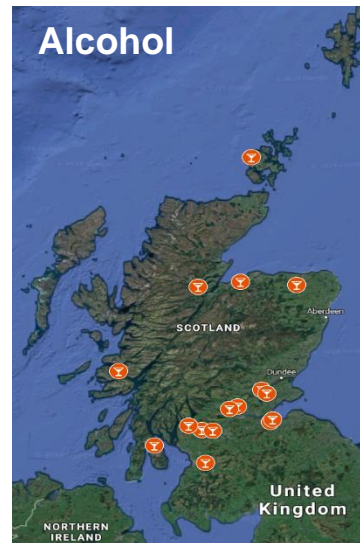 Alcohol
Aberdeen
SCOTLAND
Dundee
United
Kingdom
NORTHERN
IRELAND